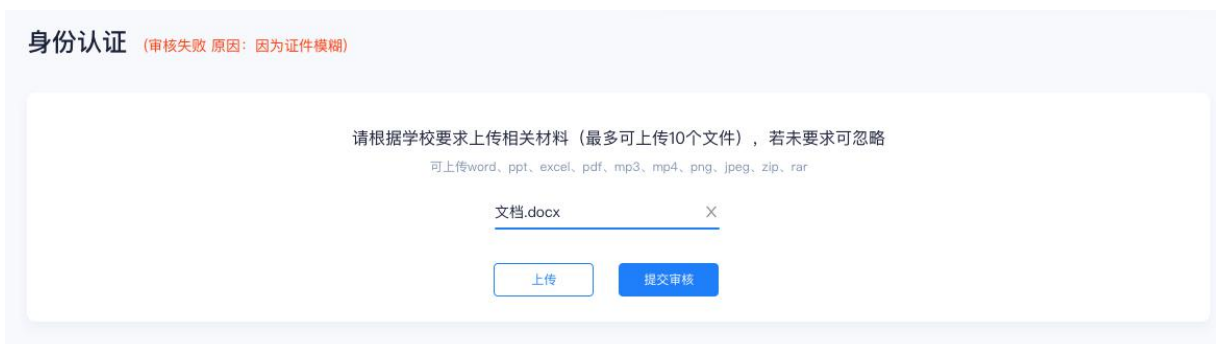 身份认证 (审核失败 原因：因为证件模糊)
请根据学校要求上传相关材料（最多可上传10个文件），若未要求可忽略
可上传word、ppt、excel、pdf、mp3、mp4、png、jpeg、zip、rar
文档.docx
上传 提交审核